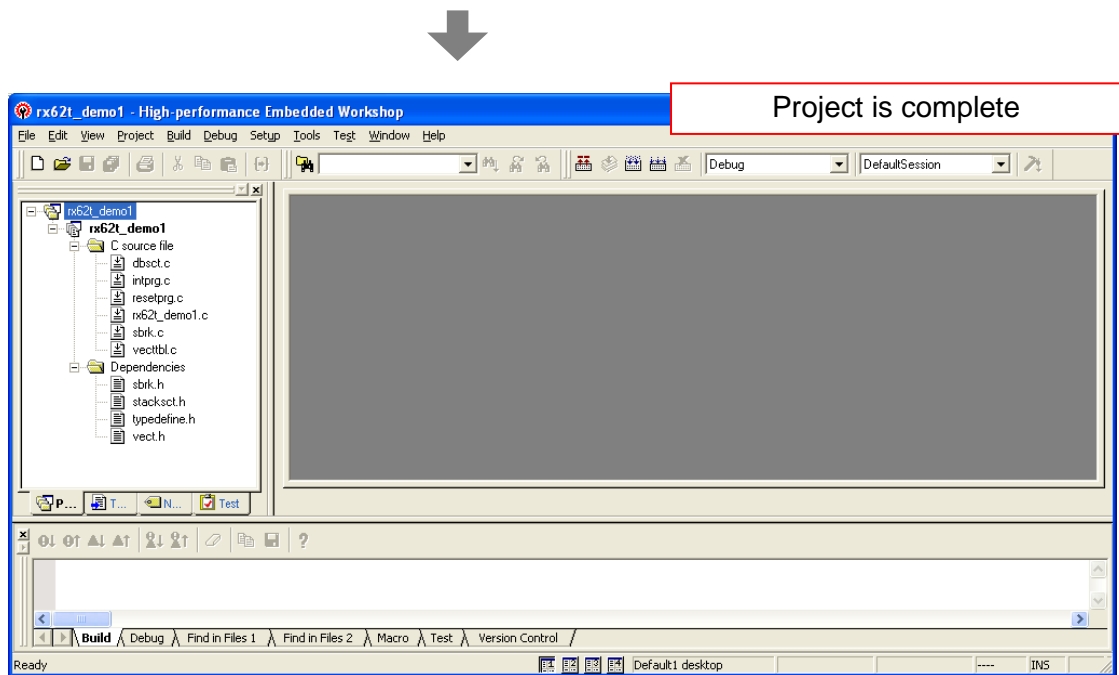 Project is complete
rx62t_demo1 - High-performance Embedded Workshop
File Edit View Project Build Debug Setup Tools Test Window Help
Debug DefaultSession
rx62t_demo1
rx62t_demo1
C source file
dbsct.c
intprg.c
resetprg.c
rx62t_demo1.c
sbrk.c
vecttbl.c
Dependencies
sbrk.h
stacksct.h
typedefine.h
vect.h
P... T... N... Test
Build Debug Find in Files 1 Find in Files 2 Macro Test Version Control
Ready Default1 desktop ---- INS